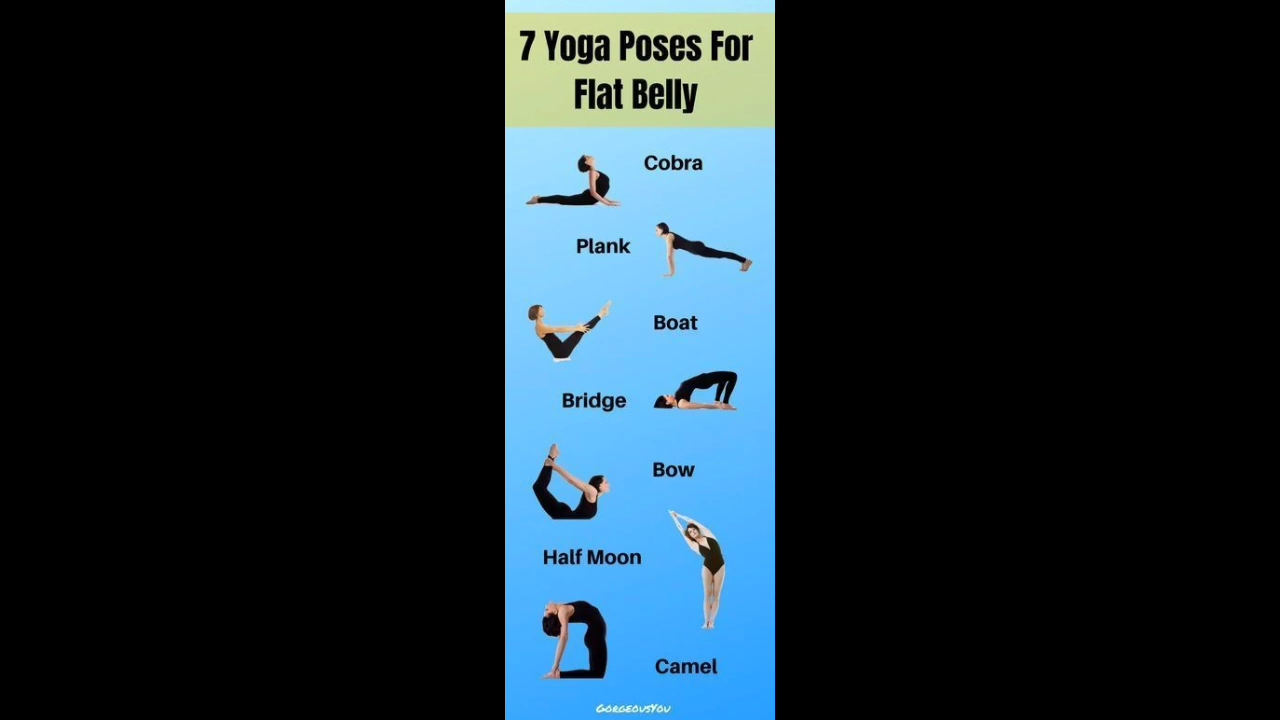 7 Yoga Poses For
Flat Belly
Cobra
Plank
Boat
Bridge
Bow
Half Moon
Camel
GorgeousYou